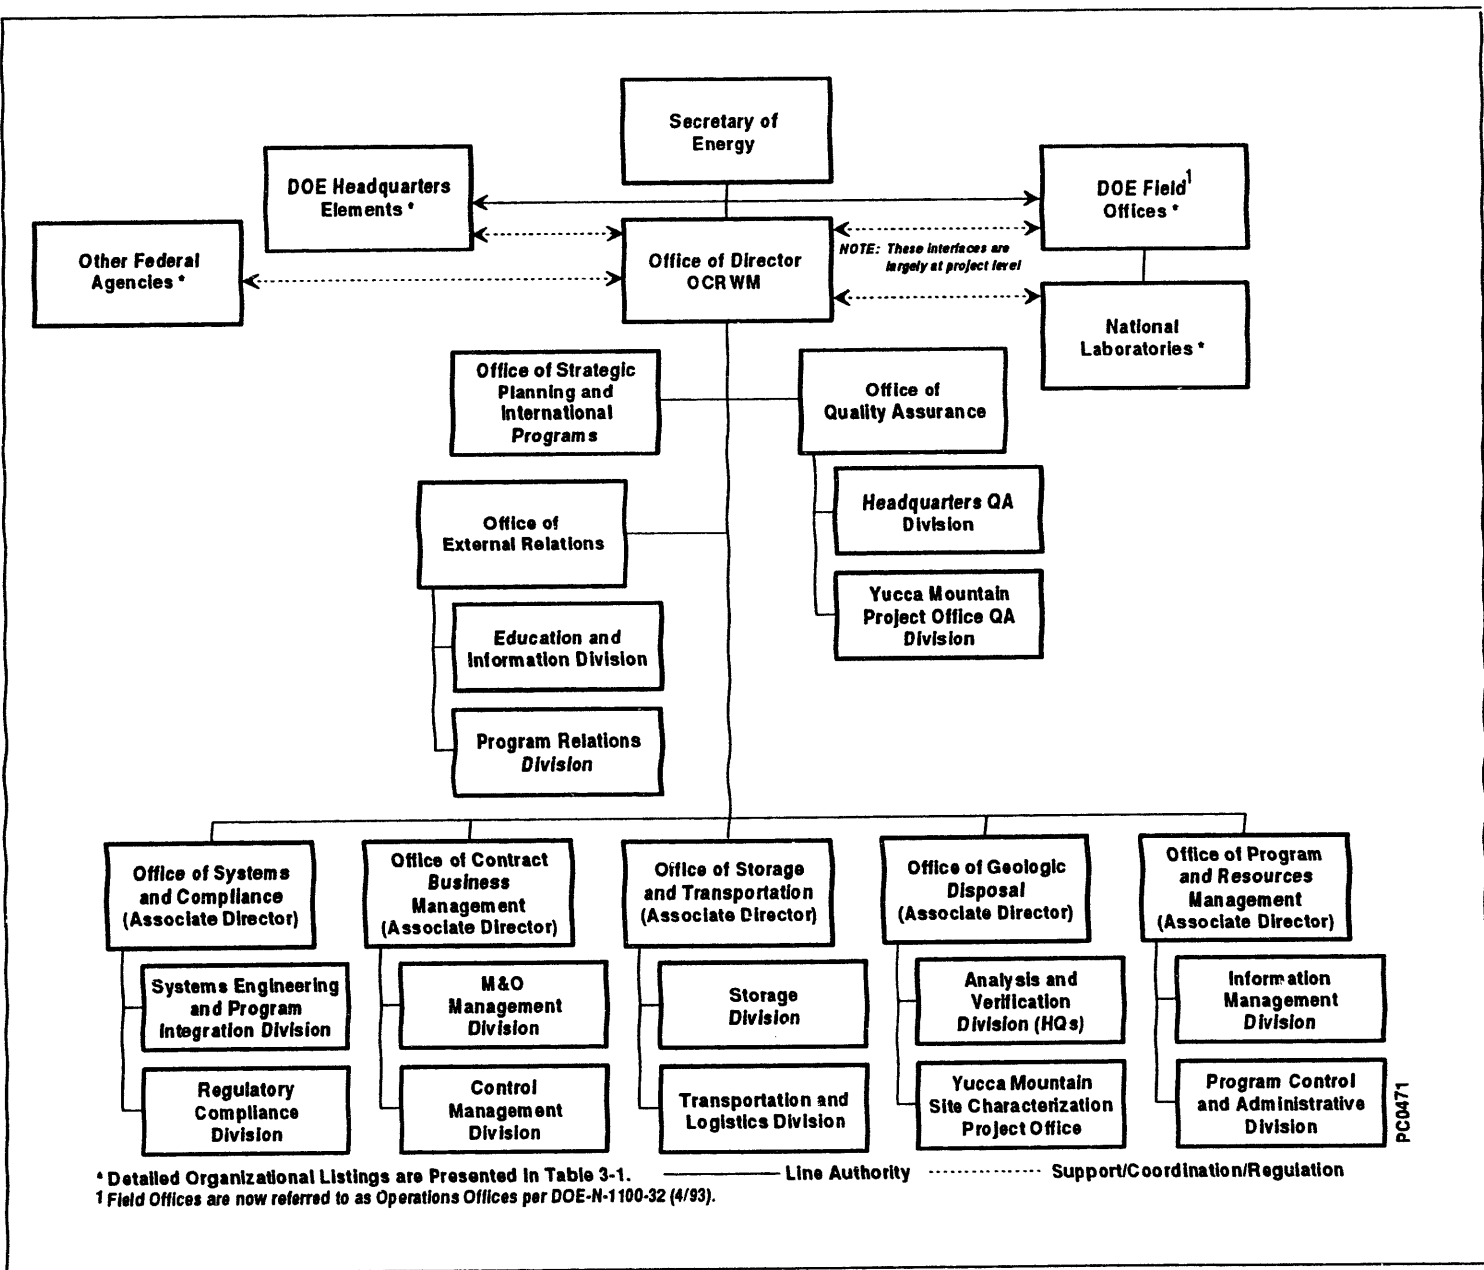 Secretary of
Energy
DOE Headquarters
Elements *
DOE Field1
Offices *
Other Federal
Agencies *
Office of Director
OCRWM
NOTE: These interfaces are
largely at project level
National
Laboratories *
Office of Strategic
Planning and
International
Programs
Office of
Quality Assurance
Headquarters QA
Division
Office of
External Relations
Yucca Mountain
Project Office QA
Division
Education and
Information Division
Program Relations
Division
Office of Systems
and Compliance
(Associate Director)
Office of Contract
Business
Management
(Associate Director)
Office of Storage
and Transportation
(Associate Director)
Office of Geologic
Disposal
(Associate Director)
Office of Program
and Resources
Management
(Associate Director)
Systems Engineering
and Program
Integration Division
M&O
Management
Division
Storage
Division
Analysis and
Verification
Division (HQs)
Information
Management
Division
Regulatory
Compliance
Division
Control
Management
Division
Transportation and
Logistics Division
Yucca Mountain
Site Characterization
Project Office
Program Control
and Administrative
Division
PC0471
* Detailed Organizational Listings are Presented in Table 3-1.
Line Authority
Support/Coordination/Regulation
1 Field Offices are now referred to as Operations Offices per DOE-N-1100-32 (4/93).